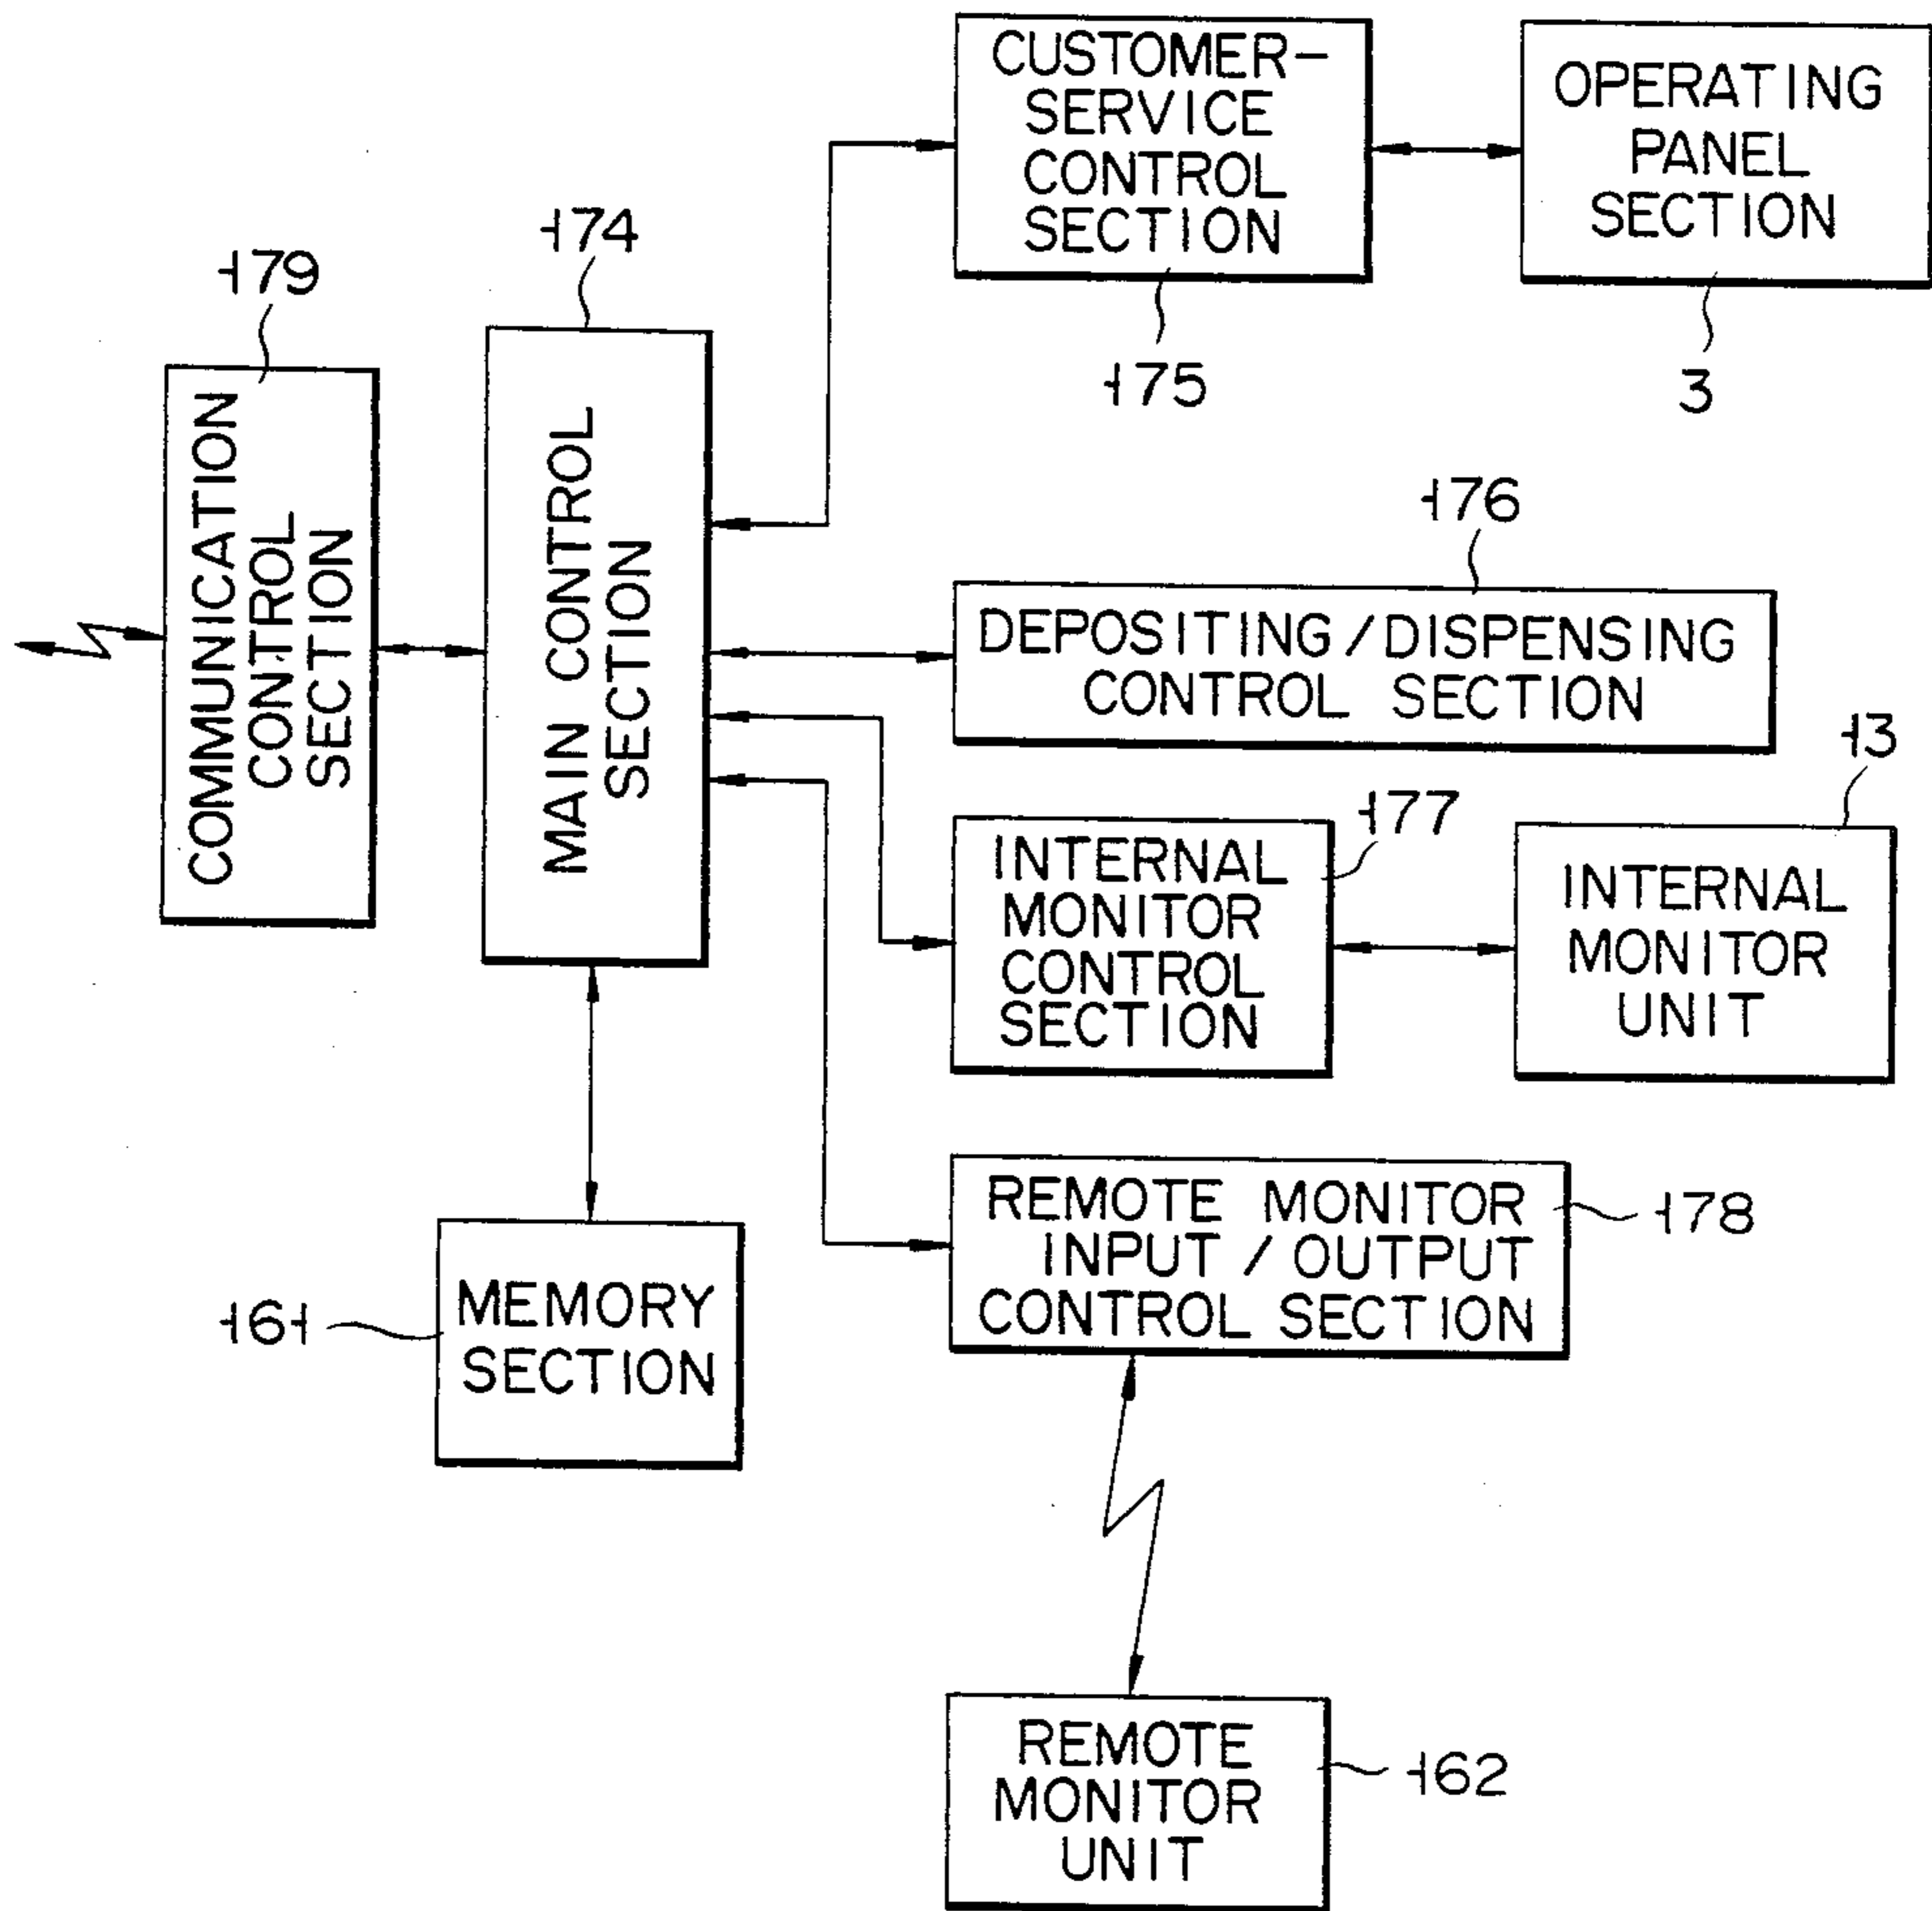 CUSTOMER-
SERVICE
CONTROL
SECTION
175
OPERATING
PANEL
SECTION
3
179
COMMUNICATION
CONTROL
SECTION
174
MAIN CONTROL
SECTION
176
DEPOSITING/DISPENSING
CONTROL SECTION
177
INTERNAL
MONITOR
CONTROL
SECTION
13
INTERNAL
MONITOR
UNIT
178
REMOTE MONITOR
INPUT/OUTPUT
CONTROL SECTION
161
MEMORY
SECTION
162
REMOTE
MONITOR
UNIT